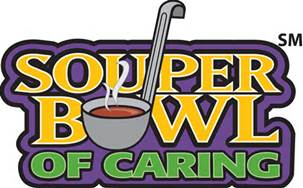 SM
SOUPER
BOWL
OF CARING